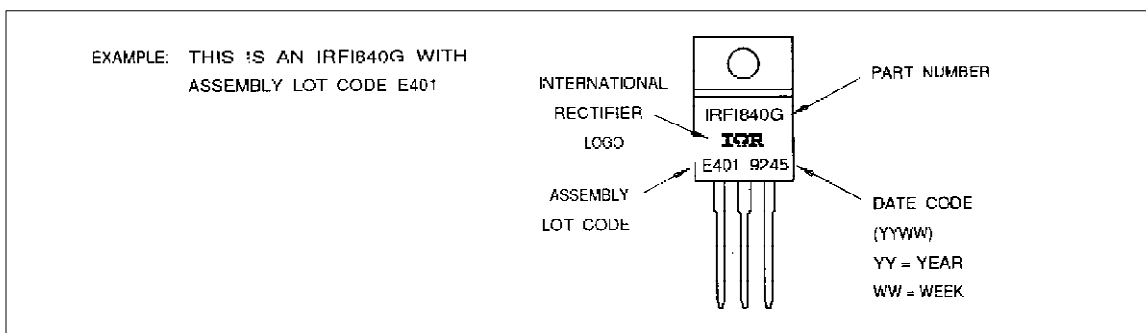 EXAMPLE: THIS IS AN IRFI840G WITH
ASSEMBLY LOT CODE E401
INTERNATIONAL
RECTIFIER
LOGO
PART NUMBER
IRFI840G
IOR
E401 9245
ASSEMBLY
LOT CODE
DATE CODE
(YYWW)
YY = YEAR
WW = WEEK